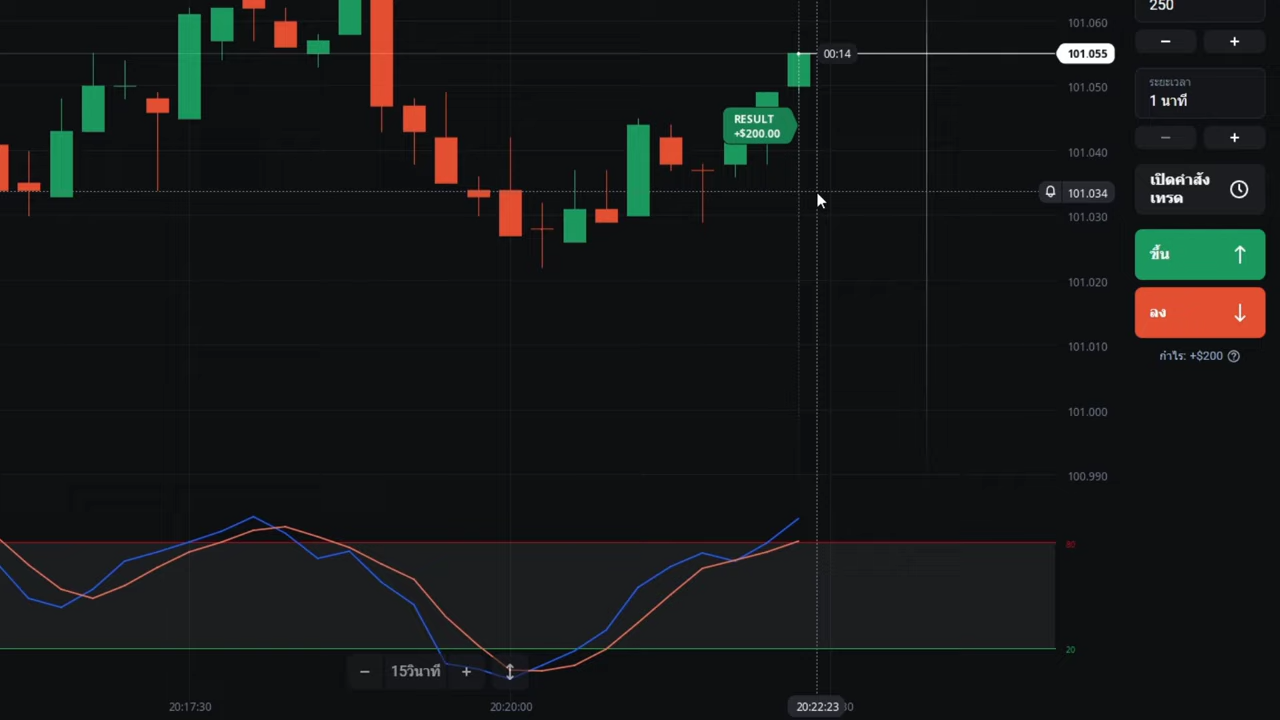 250
101.060
− +
00:14
101.055
101.050
ระยะเวลา
1 นาที
RESULT
+$200.00
− +
101.040
เปิดคำสั่ง
เทรด
101.034
101.030
ขึ้น
101.020
ลง
101.010
กำไร: +$200 ?
101.000
100.990
80
20
− 15วินาที +
20:17:30
20:20:00
20:22:23